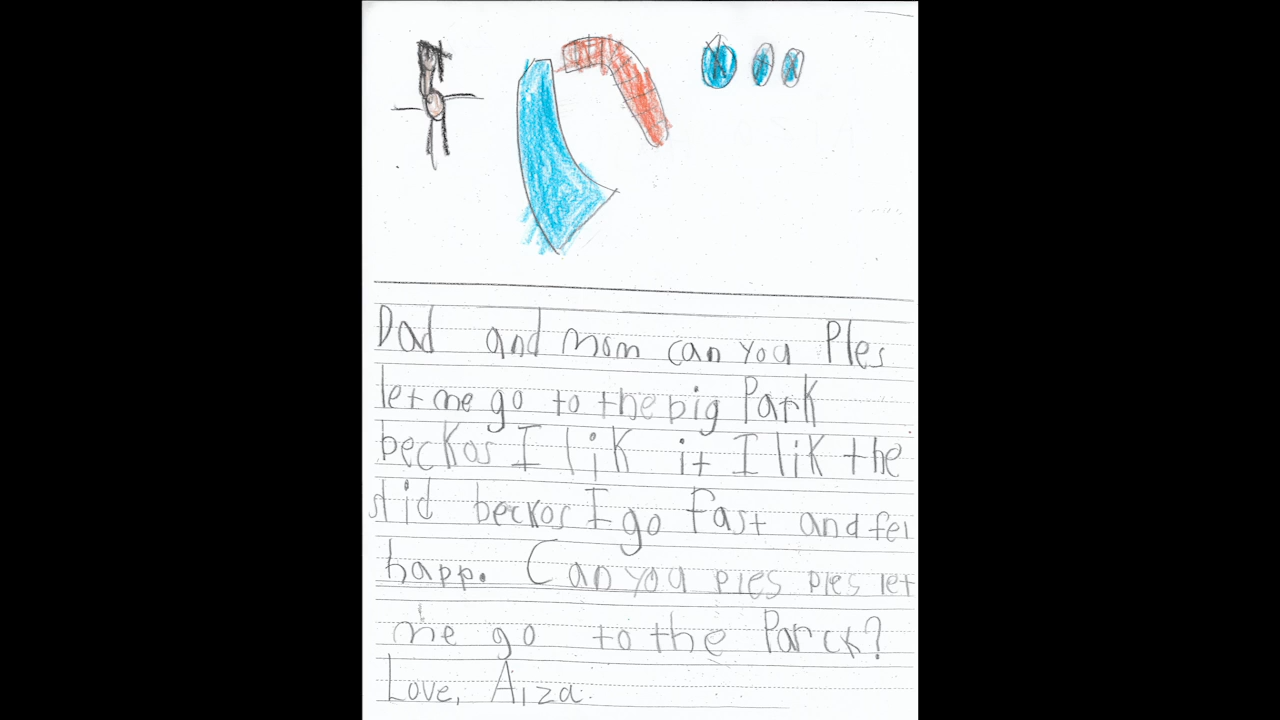 Dad and Mom can you Ples
let me go to the big Park
beckos I lik it I lik the
slid beckos I go fast and fel
happ. Can you ples ples let
me go to the Parck?
Love, Aiza.